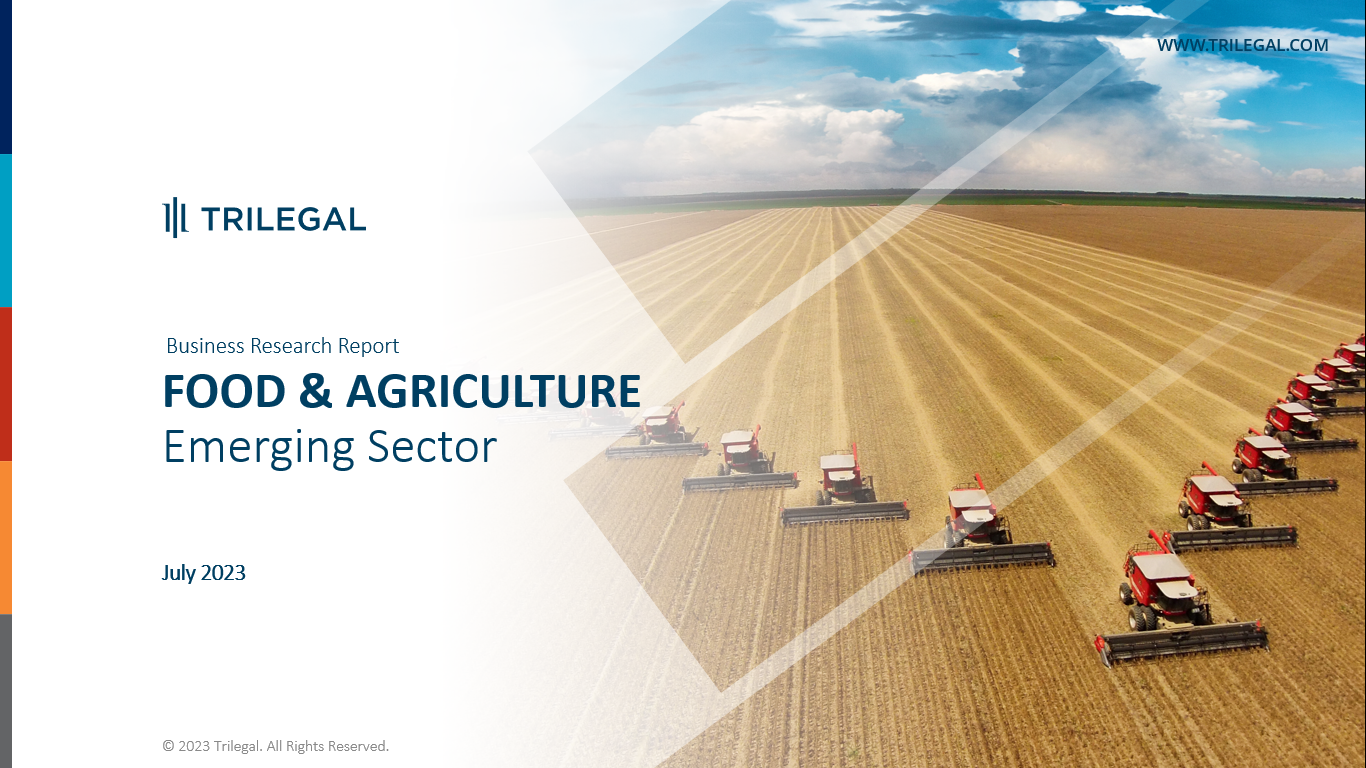 WWW.TRILEGAL.COM
TRILEGAL
Business Research Report
FOOD & AGRICULTURE
Emerging Sector
July 2023
© 2023 Trilegal. All Rights Reserved.